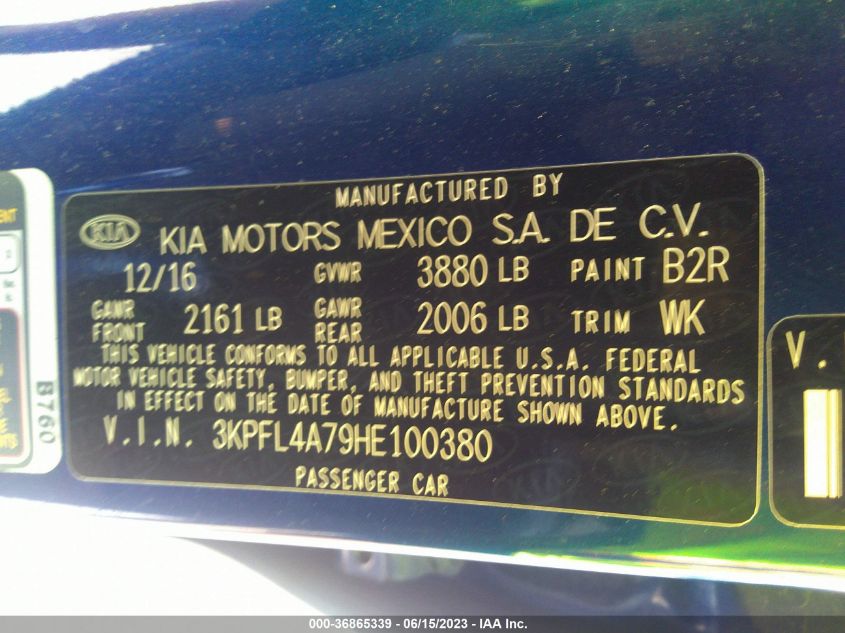 MANUFACTURED BY
KIA KIA MOTORS MEXICO S.A. DE C.V.
12/16 GVWR 3880 LB PAINT B2R
GAWR FRONT 2161 LB GAWR REAR 2006 LB TRIM WK
THIS VEHICLE CONFORMS TO ALL APPLICABLE U.S.A. FEDERAL
MOTOR VEHICLE SAFETY, BUMPER, AND THEFT PREVENTION STANDARDS
IN EFFECT ON THE DATE OF MANUFACTURE SHOWN ABOVE.
V.I.N. 3KPFL4A79HE100380
PASSENGER CAR
B760
V.
000-36865339 - 06/15/2023 - IAA Inc.